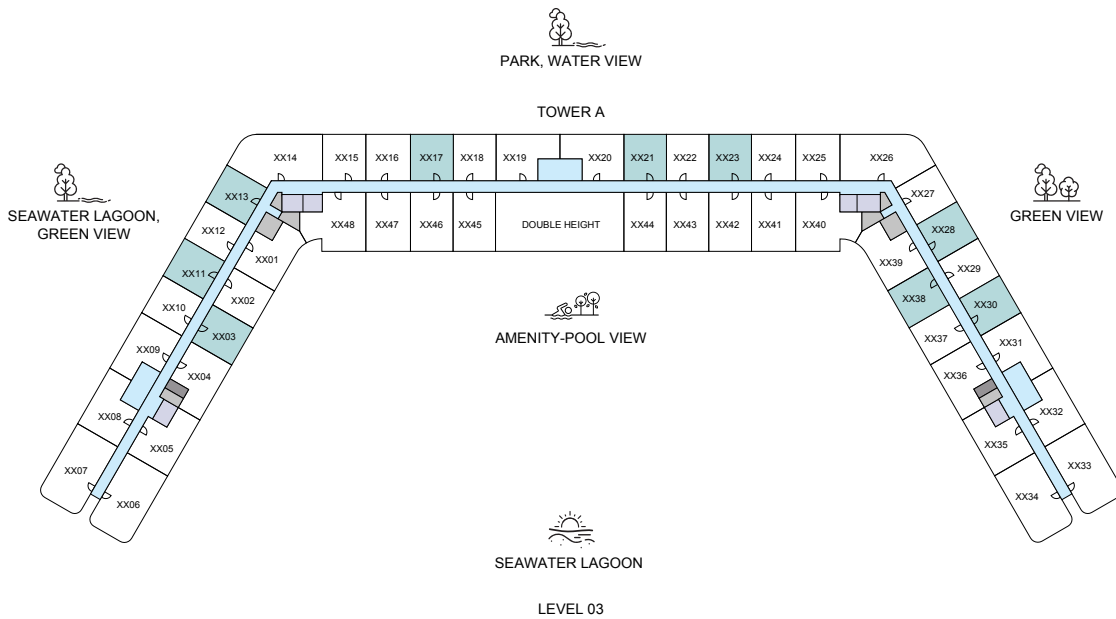 PARK, WATER VIEW
TOWER A
XX14
XX15
XX16
XX17
XX18
XX19
XX20
XX21
XX22
XX23
XX24
XX25
XX26
XX13
XX27
SEAWATER LAGOON,
GREEN VIEW
GREEN VIEW
XX12
XX48
XX47
XX46
XX45
DOUBLE HEIGHT
XX44
XX43
XX42
XX41
XX40
XX28
XX01
XX39
XX11
XX29
XX02
XX38
XX10
XX30
XX03
XX37
AMENITY-POOL VIEW
XX09
XX31
XX04
XX36
XX08
XX32
XX05
XX35
XX07
XX33
XX06
XX34
SEAWATER LAGOON
LEVEL 03